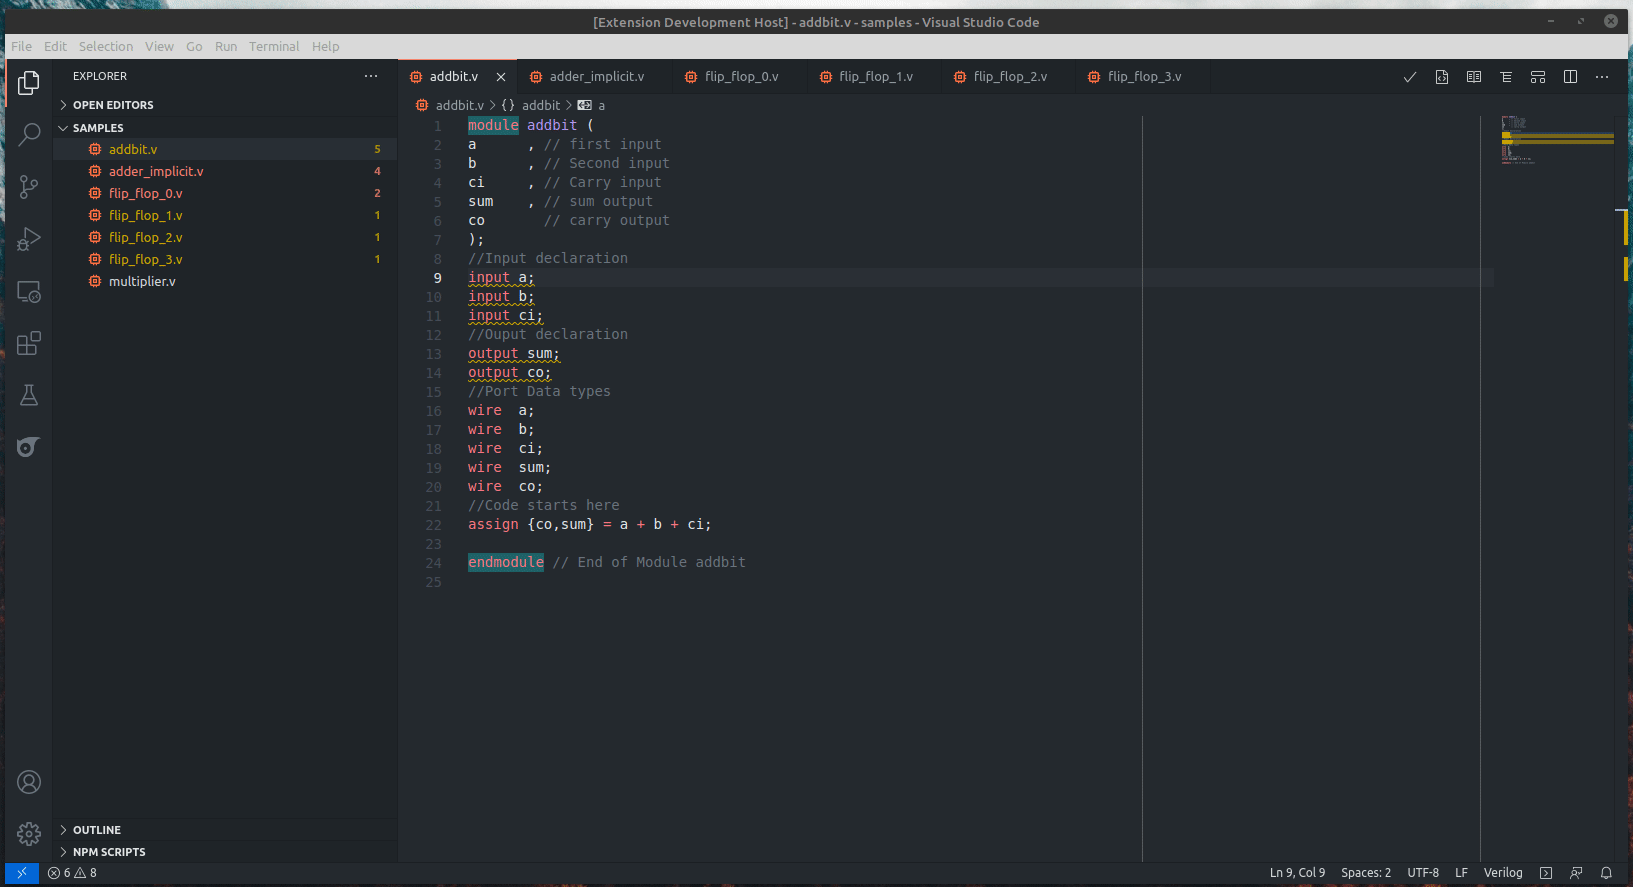 [Extension Development Host] - addbit.v - samples - Visual Studio Code
File Edit Selection View Go Run Terminal Help
EXPLORER
OPEN EDITORS
SAMPLES
addbit.v 5
adder_implicit.v 4
flip_flop_0.v 2
flip_flop_1.v 1
flip_flop_2.v 1
flip_flop_3.v 1
multiplier.v
OUTLINE
NPM SCRIPTS
addbit.v adder_implicit.v flip_flop_0.v flip_flop_1.v flip_flop_2.v flip_flop_3.v
addbit.v > {} addbit > a
1 module addbit (
2 a      , // first input
3 b      , // Second input
4 ci     , // Carry input
5 sum    , // sum output
6 co       // carry output
7 );
8 //Input declaration
9 input a;
10 input b;
11 input ci;
12 //Ouput declaration
13 output sum;
14 output co;
15 //Port Data types
16 wire  a;
17 wire  b;
18 wire  ci;
19 wire  sum;
20 wire  co;
21 //Code starts here
22 assign {co,sum} = a + b + ci;
23
24 endmodule // End of Module addbit
25
6 8 Ln 9, Col 9 Spaces: 2 UTF-8 LF Verilog